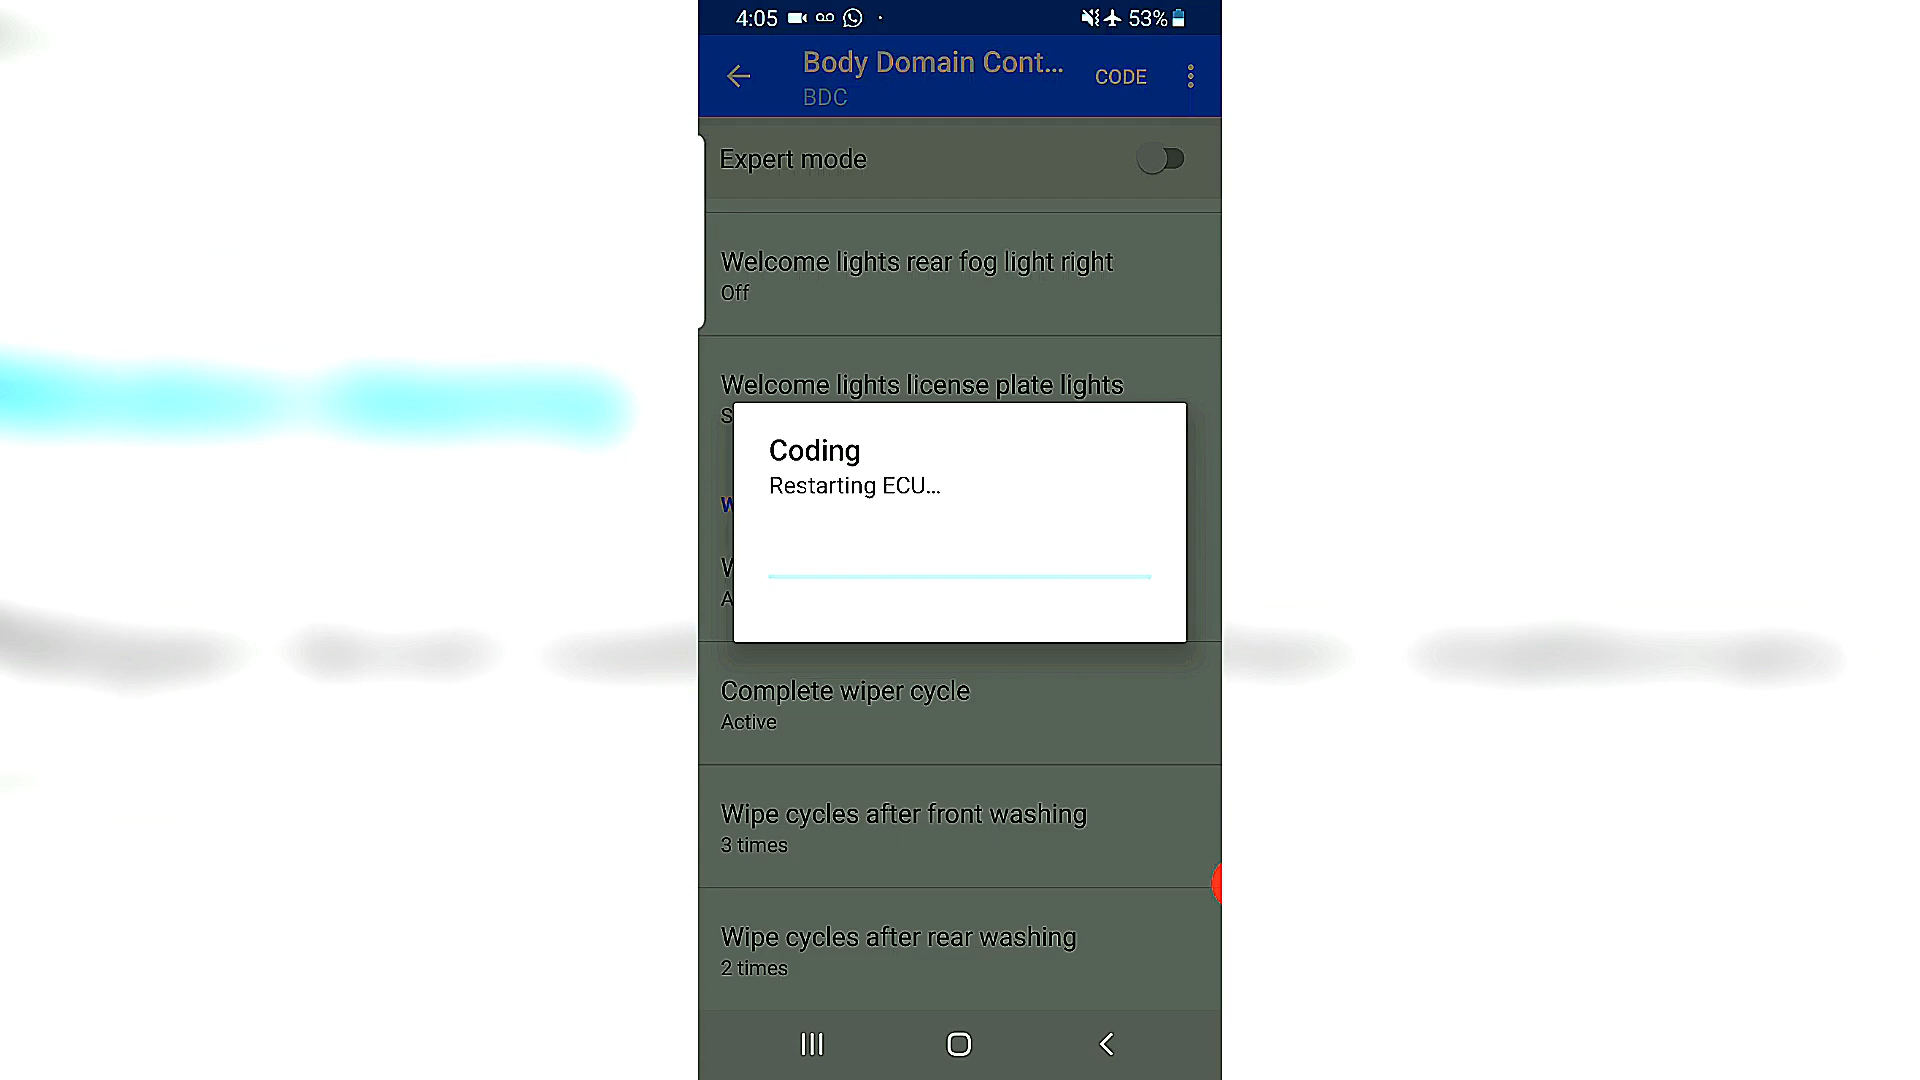 4:05 53%
Body Domain Cont...
CODE
BDC
Expert mode
Welcome lights rear fog light right
Off
Welcome lights license plate lights
S
Coding
Restarting ECU...
W
W
A
Complete wiper cycle
Active
Wipe cycles after front washing
3 times
Wipe cycles after rear washing
2 times